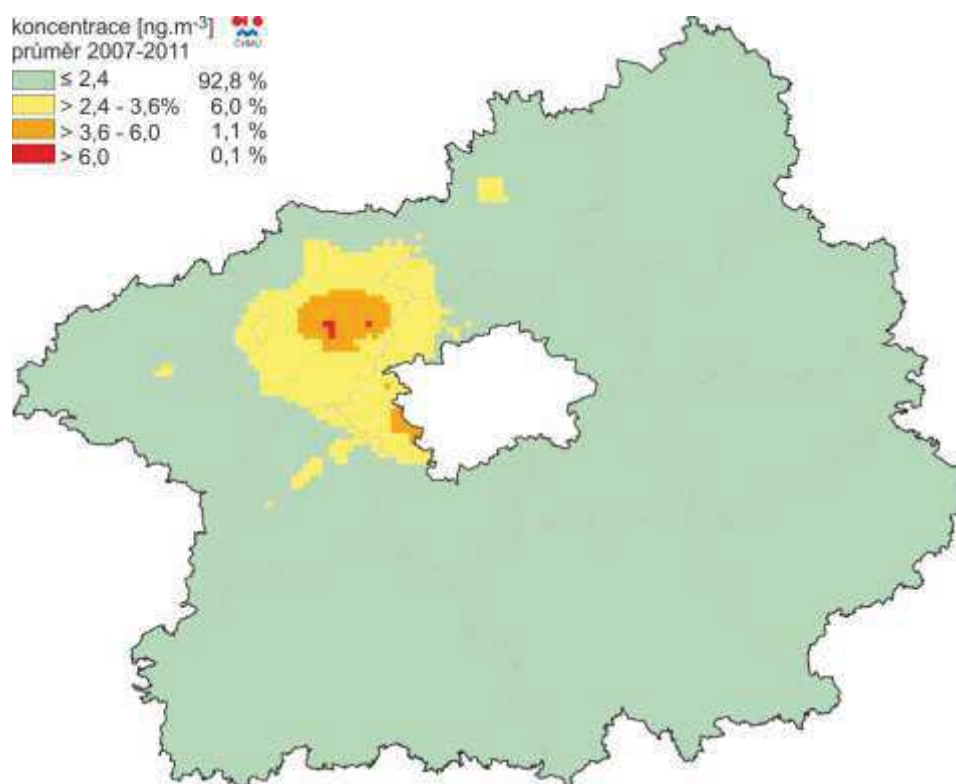 koncentrace [ng.m⁻³]
ČHMÚ
průměr 2007-2011
≤ 2,4 92,8 %
> 2,4 - 3,6% 6,0 %
> 3,6 - 6,0 1,1 %
> 6,0 0,1 %